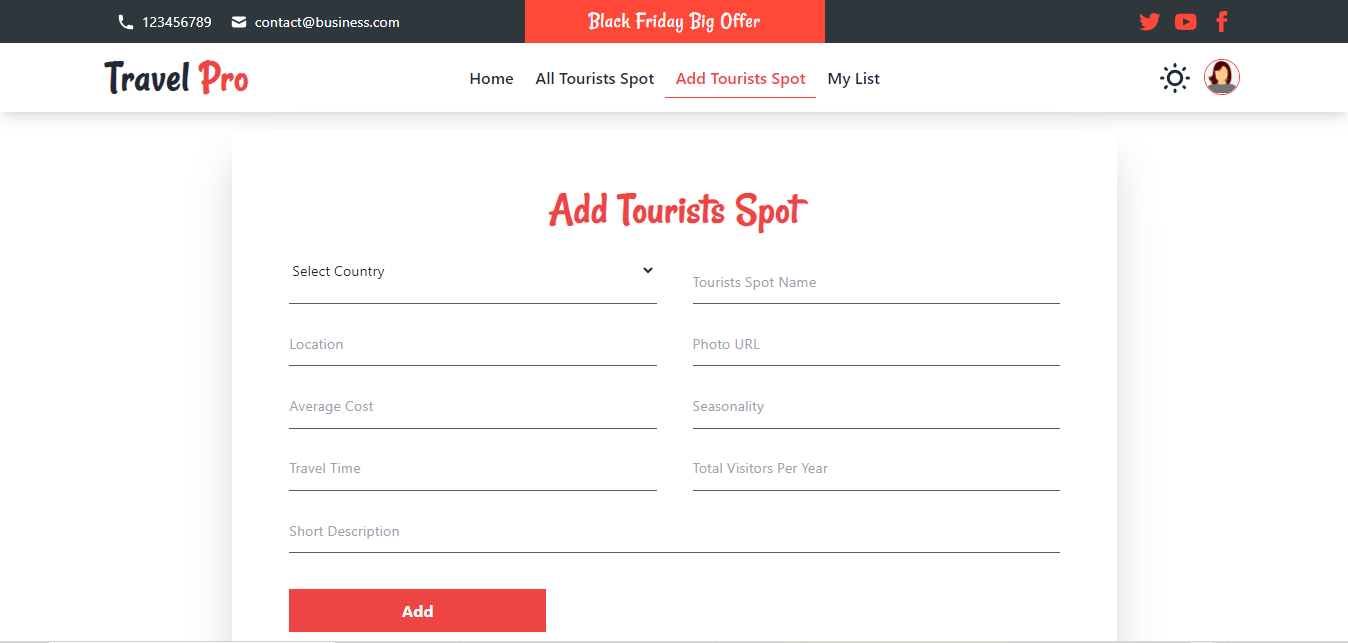 123456789 contact@business.com Black Friday Big Offer
Travel Pro Home All Tourists Spot Add Tourists Spot My List
Add Tourists Spot
Select Country Tourists Spot Name
Location Photo URL
Average Cost Seasonality
Travel Time Total Visitors Per Year
Short Description
Add